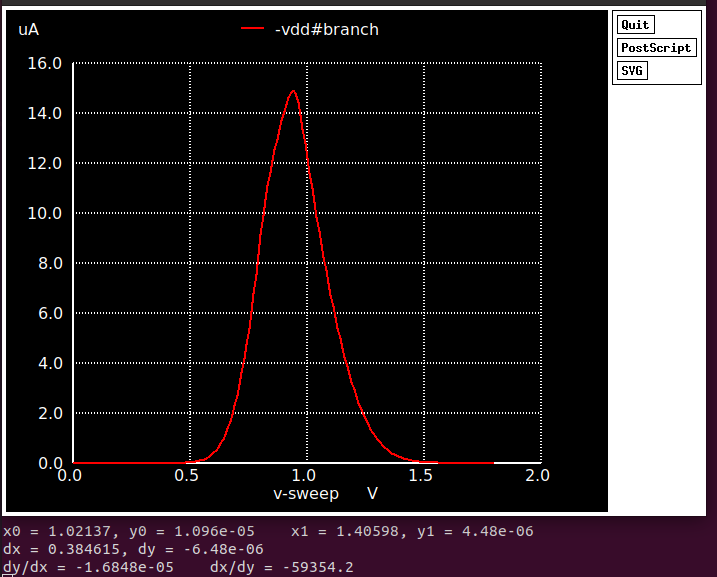 uA
-vdd#branch
Quit
PostScript
SVG
16.0
14.0
12.0
10.0
8.0
6.0
4.0
2.0
0.0
0.0 0.5 1.0 1.5 2.0
v-sweep V
x0 = 1.02137, y0 = 1.096e-05    x1 = 1.40598, y1 = 4.48e-06
dx = 0.384615, dy = -6.48e-06
dy/dx = -1.6848e-05    dx/dy = -59354.2